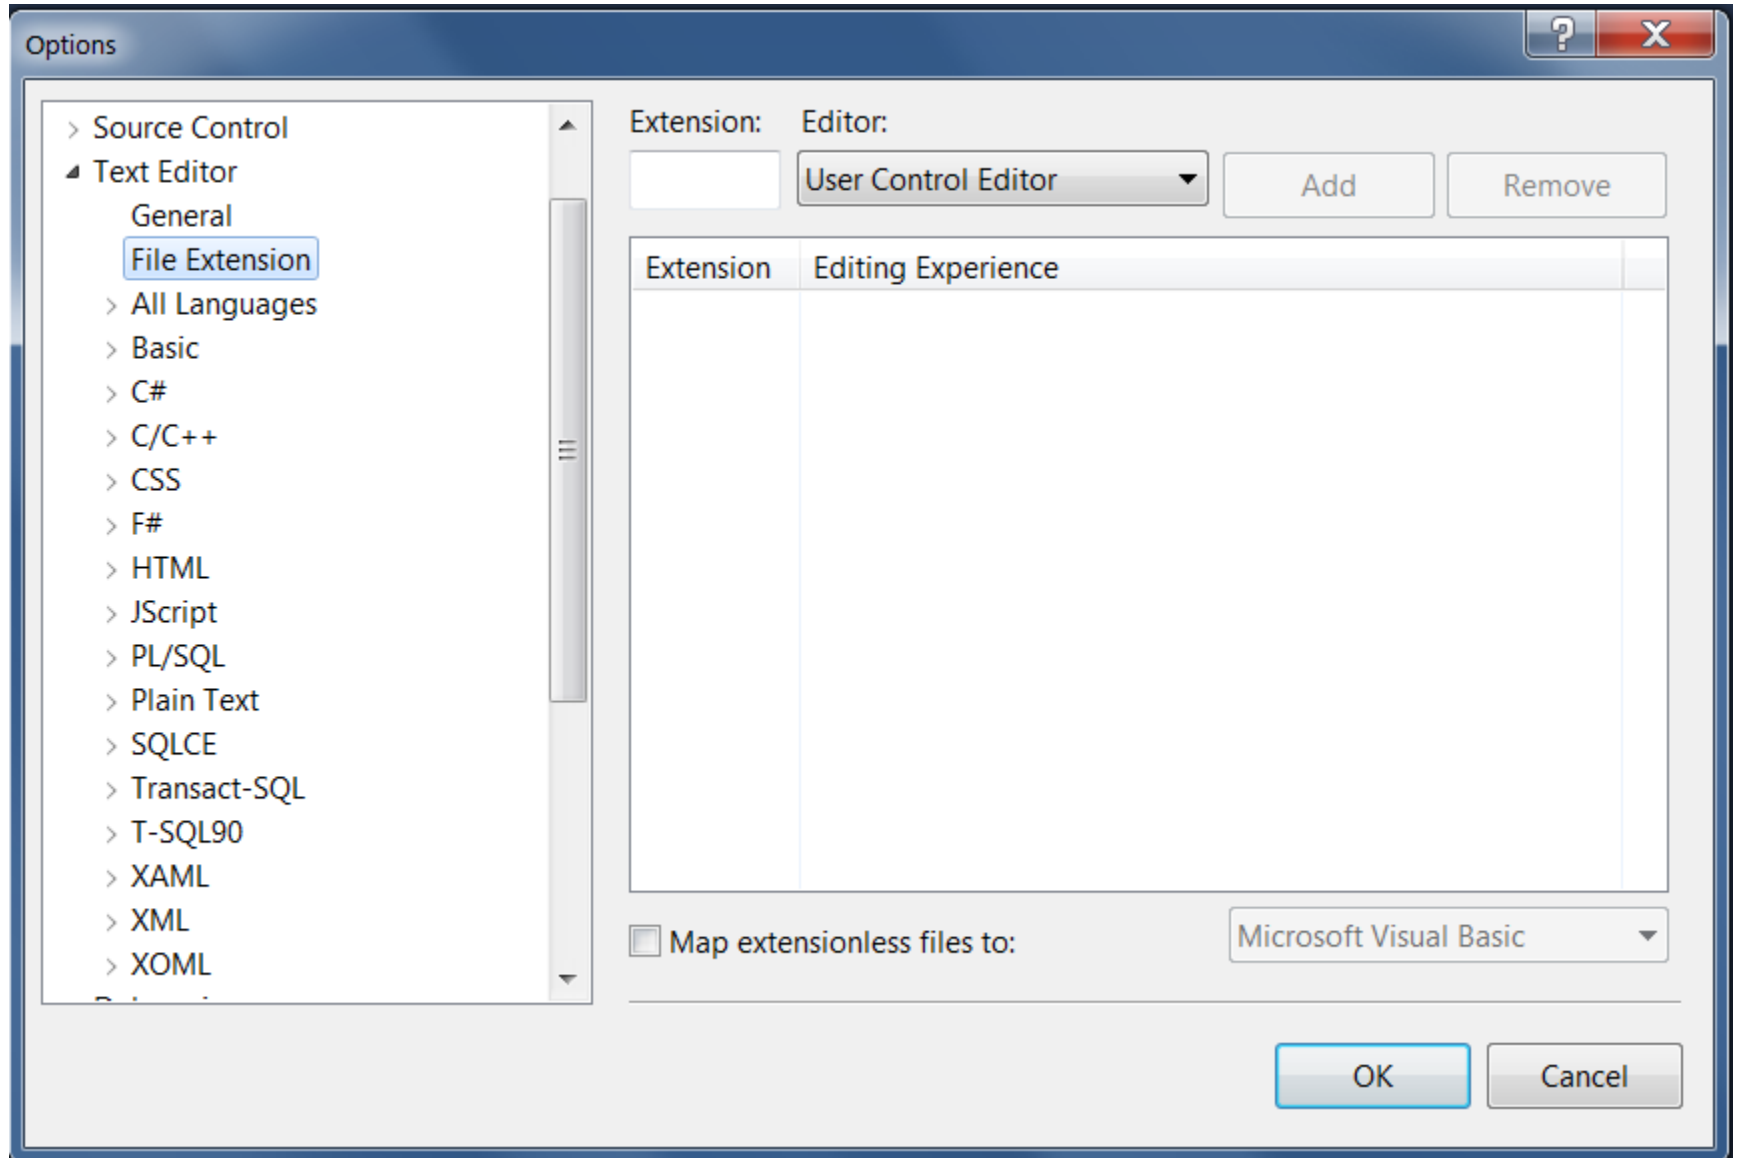 Options
Source Control
Text Editor
General
File Extension
All Languages
Basic
C#
C/C++
CSS
F#
HTML
JScript
PL/SQL
Plain Text
SQLCE
Transact-SQL
T-SQL90
XAML
XML
XOML
Extension: Editor:
User Control Editor
Add
Remove
Extension Editing Experience
Map extensionless files to:
Microsoft Visual Basic
OK
Cancel